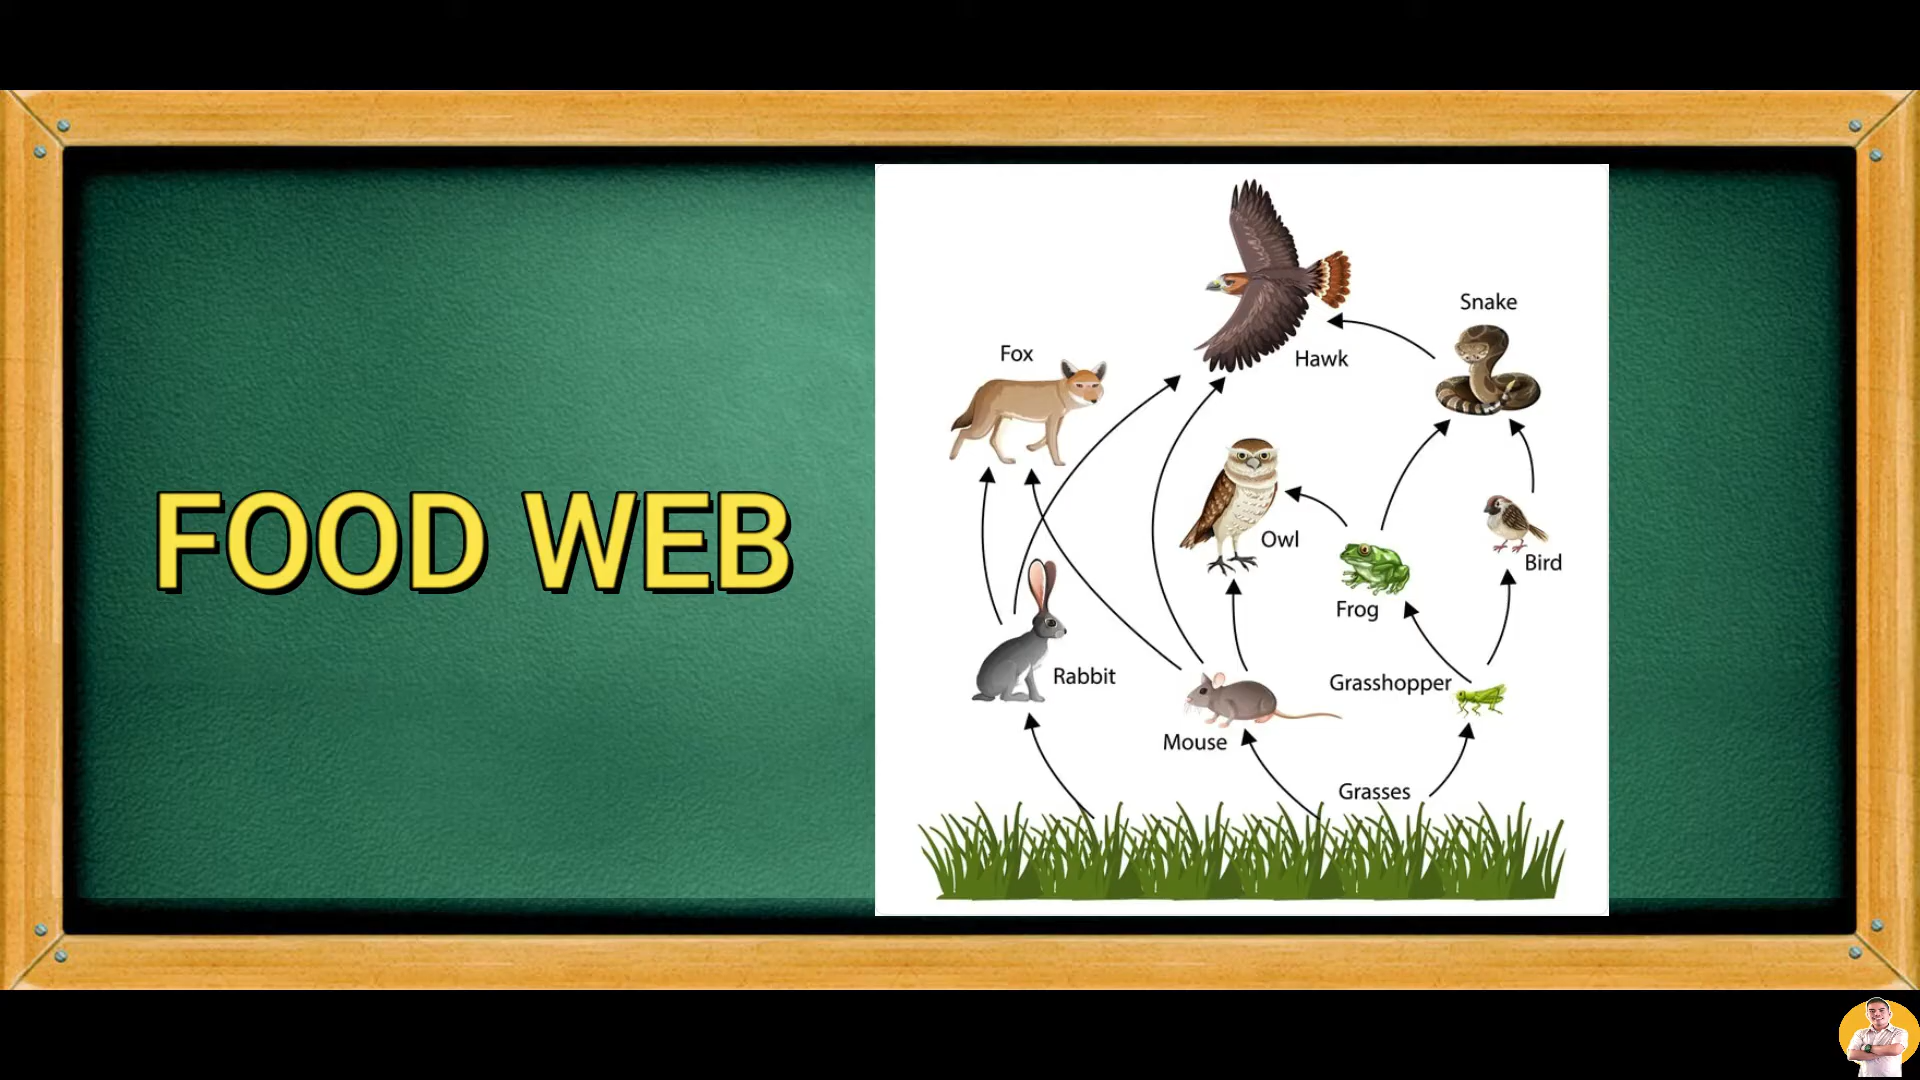 FOOD WEB
Snake
Fox
Hawk
Owl
Bird
Frog
Rabbit
Grasshopper
Mouse
Grasses